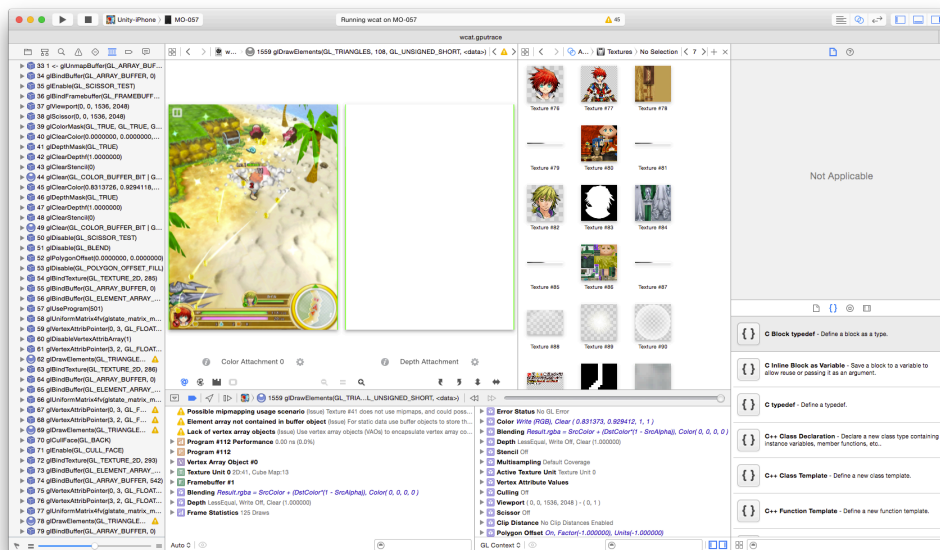 Unity-iPhone
MO-057
Running wcat on MO-057
45
wcat.gputrace
w...
1559 glDrawElements(GL_TRIANGLES, 108, GL_UNSIGNED_SHORT, <data>)
A...
Textures
No Selection
7
33 1 <- glUnmapBuffer(GL_ARRAY_BUF...
34 glBindBuffer(GL_ARRAY_BUFFER, 0)
35 glEnable(GL_SCISSOR_TEST)
36 glBindFramebuffer(GL_FRAMEBUFF...
37 glViewport(0, 0, 1536, 2048)
38 glScissor(0, 0, 1536, 2048)
39 glColorMask(GL_TRUE, GL_TRUE, G...
40 glClearColor(0.0000000, 0.0000000,...
41 glDepthMask(GL_TRUE)
42 glClearDepthf(1.0000000)
43 glClearStencil(0)
44 glClear(GL_COLOR_BUFFER_BIT | G...
45 glClearColor(0.8313726, 0.9294118,...
46 glDepthMask(GL_TRUE)
47 glClearDepthf(1.0000000)
48 glClearStencil(0)
49 glClear(GL_COLOR_BUFFER_BIT | G...
50 glDisable(GL_SCISSOR_TEST)
51 glDisable(GL_BLEND)
52 glPolygonOffset(0.0000000, 0.0000000)
53 glDisable(GL_POLYGON_OFFSET_FILL)
54 glBindTexture(GL_TEXTURE_2D, 285)
55 glBindBuffer(GL_ARRAY_BUFFER, 0)
56 glBindBuffer(GL_ELEMENT_ARRAY_...
57 glUseProgram(501)
58 glUniformMatrix4fv(glstate_matrix_m...
59 glVertexAttribPointer(0, 3, GL_FLOAT...
60 glDisableVertexAttribArray(1)
61 glVertexAttribPointer(3, 2, GL_FLOAT...
62 glDrawElements(GL_TRIANGLE...
63 glBindTexture(GL_TEXTURE_2D, 286)
64 glBindBuffer(GL_ARRAY_BUFFER, 0)
65 glBindBuffer(GL_ELEMENT_ARRAY_...
66 glUniformMatrix4fv(glstate_matrix_m...
67 glVertexAttribPointer(0, 3, GL_F...
68 glVertexAttribPointer(3, 2, GL_F...
69 glDrawElements(GL_TRIANGLE...
70 glCullFace(GL_BACK)
71 glEnable(GL_CULL_FACE)
72 glBindTexture(GL_TEXTURE_2D, 293)
73 glBindBuffer(GL_ELEMENT_ARRAY_...
74 glBindBuffer(GL_ARRAY_BUFFER, 542)
75 glVertexAttribPointer(0, 3, GL_F...
76 glVertexAttribPointer(3, 2, GL_F...
77 glUniformMatrix4fv(glstate_matrix_m...
78 glDrawElements(GL_TRIANGLE...
79 glBindBuffer(GL_ARRAY_BUFFER, 0)
Color Attachment 0
Depth Attachment
Texture #76
Texture #77
Texture #78
Texture #79
Texture #80
Texture #81
Texture #82
Texture #83
Texture #84
Texture #85
Texture #86
Texture #87
Texture #88
Texture #89
Texture #90
1559 glDrawElements(GL_TRIA...L_TRIANGLES, 108, GL_UNSIGNED_SHORT, <data>)
Possible mipmapping usage scenario (Issue) Texture #41 does not use mipmaps, and could poss...
Element array not contained in buffer object (Issue) For static data use buffer objects to store th...
Lack of vertex array objects (Issue) Use vertex array objects (VAOs) to encapsulate vertex array co...
Program #112 Performance 0.00 ns (0.0%)
Program #112
Vertex Array Object #0
Texture Unit 0 2D:41, Cube Map:13
Framebuffer #1
Blending Result.rgba = SrcColor + (DstColor*(1 - SrcAlpha)), Color( 0, 0, 0, 0 )
Depth LessEqual, Write Off, Clear (1.000000)
Frame Statistics 125 Draws
Auto
Error Status No GL Error
Color Write (RGB), Clear ( 0.831373, 0.929412, 1, 1 )
Blending Result.rgba = SrcColor + (DstColor*(1 - SrcAlpha)), Color( 0, 0, 0, 0 )
Depth LessEqual, Write Off, Clear (1.000000)
Stencil Off
Multisampling Default Coverage
Active Texture Unit Texture Unit 0
Vertex Attribute Values
Culling Off
Viewport ( 0, 0, 1536, 2048 ) - ( 0, 1 )
Scissor Off
Clip Distance No Clip Distances Enabled
Polygon Offset On, Factor(-1.000000), Units(-1.000000)
GL Context
Not Applicable
C Block typedef - Define a block as a type.
C Inline Block as Variable - Save a block to a variable to
allow reuse or passing it as an argument.
C typedef - Define a typedef.
C++ Class Declaration - Declare a new class type containing
instance variables, member functions, etc..
C++ Class Template - Define a new class template.
C++ Function Template - Define a new function template.